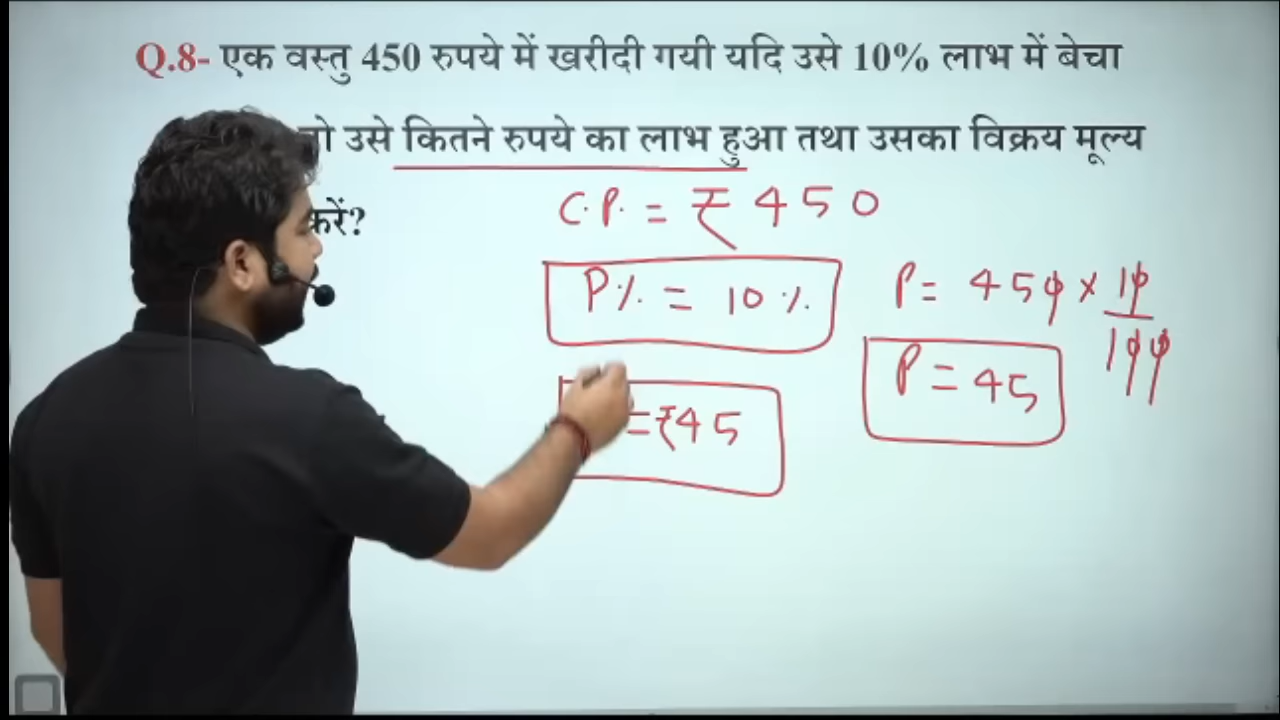 Q.8- एक वस्तु 450 रुपये में खरीदी गयी यदि उसे 10% लाभ में बेचा
तो उसे कितने रुपये का लाभ हुआ तथा उसका विक्रय मूल्य
करें?
C.P. = ₹ 450
P% = 10%
P = 450 × 10
100
P = 45
= ₹45